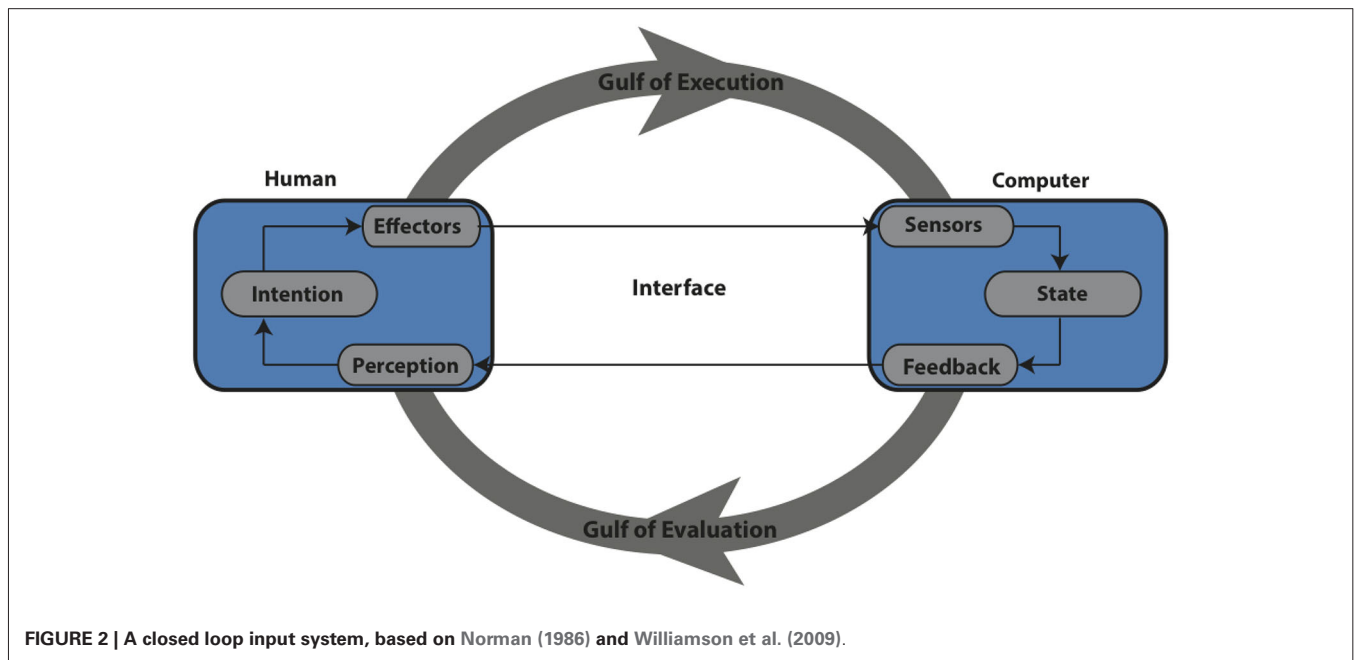 Gulf of Execution
Human
Computer
Effectors
Sensors
Intention
Interface
State
Perception
Feedback
Gulf of Evaluation
FIGURE 2 | A closed loop input system, based on Norman (1986) and Williamson et al. (2009).